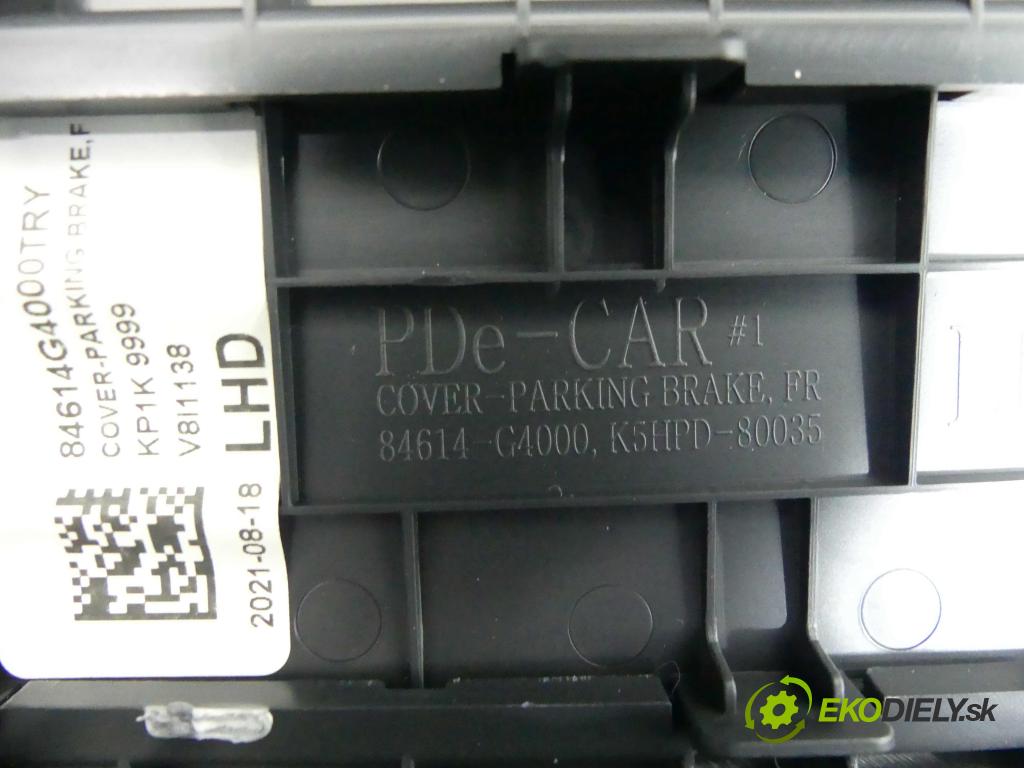 84614G4000TRY
COVER-PARKING BRAKE,F
KP1K 9999
V8I1138
LHD
2021-08-18
PDe-CAR #1
COVER-PARKING BRAKE, FR
84614-G4000, K5HPD-80035
EKODIELY.sk